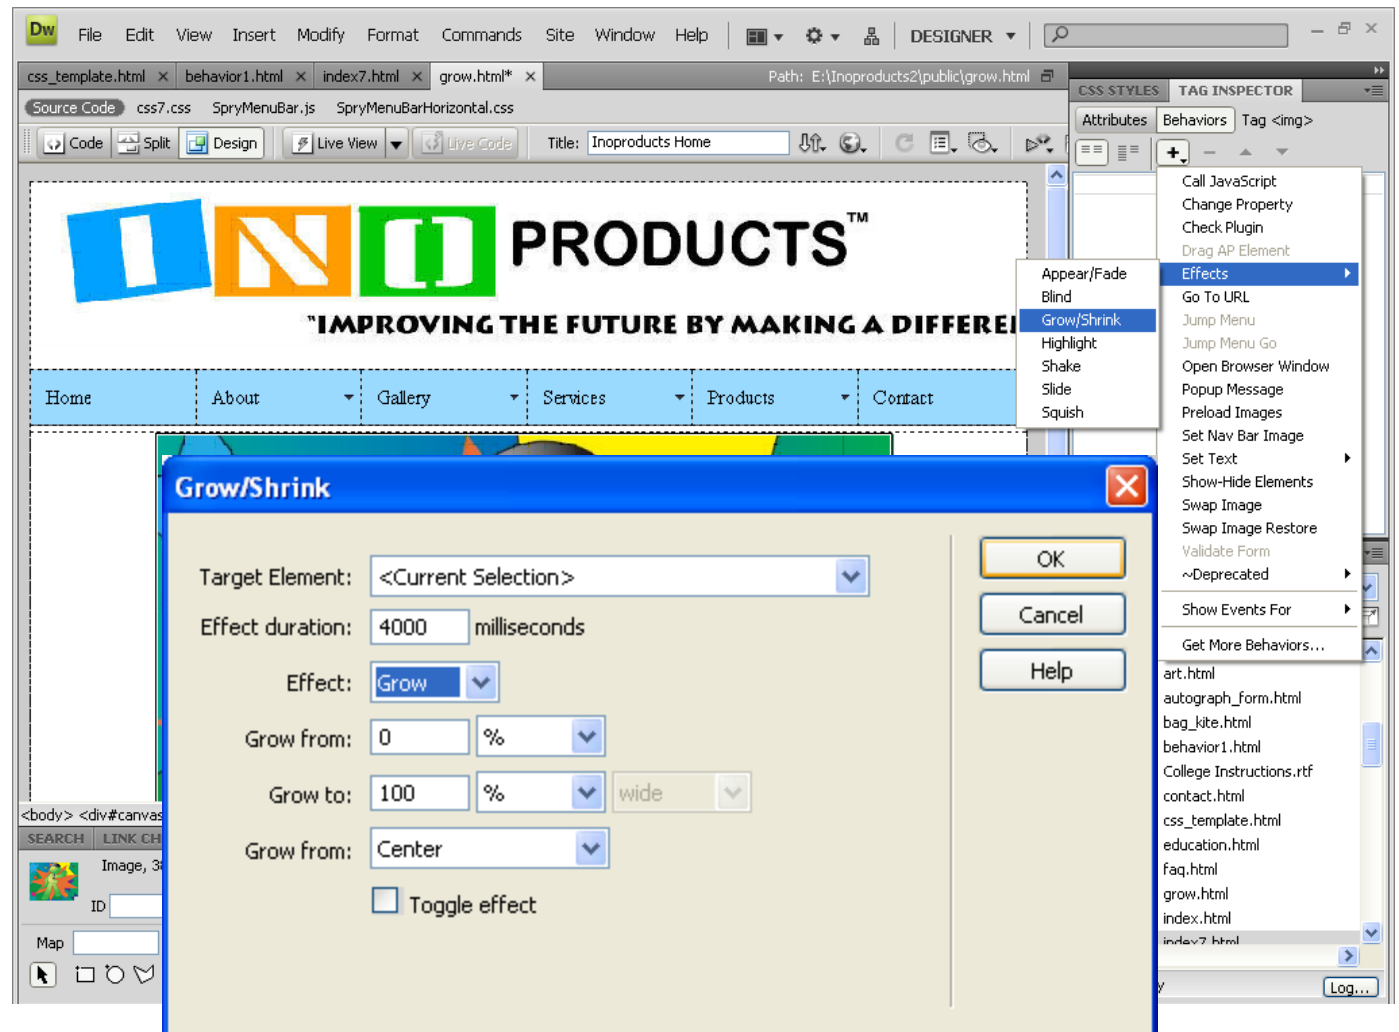 Dw File Edit View Insert Modify Format Commands Site Window Help DESIGNER
css_template.html behavior1.html index7.html grow.html* Path: E:\Inoproducts2\public\grow.html
Source Code css7.css SpryMenuBar.js SpryMenuBarHorizontal.css
Code Split Design Live View Live Code Title: Inoproducts Home
CSS STYLES TAG INSPECTOR
Attributes Behaviors Tag <img>
INO PRODUCTS™
"IMPROVING THE FUTURE BY MAKING A
Home About Gallery Services Products Contact
Call JavaScript
Change Property
Check Plugin
Drag AP Element
Effects
Go To URL
Jump Menu
Jump Menu Go
Open Browser Window
Popup Message
Preload Images
Set Nav Bar Image
Set Text
Show-Hide Elements
Swap Image
Swap Image Restore
Validate Form
~Deprecated
Show Events For
Get More Behaviors...
Appear/Fade
Blind
Grow/Shrink
Highlight
Shake
Slide
Squish
Grow/Shrink
Target Element: <Current Selection>
Effect duration: 4000 milliseconds
Effect: Grow
Grow from: 0 %
Grow to: 100 % wide
Grow from: Center
Toggle effect
OK
Cancel
Help
art.html
autograph_form.html
bag_kite.html
behavior1.html
College Instructions.rtf
contact.html
css_template.html
education.html
faq.html
grow.html
index.html
index7.html
Log...
<body> <div#canvas
SEARCH LINK CH
Image, 38
ID
Map